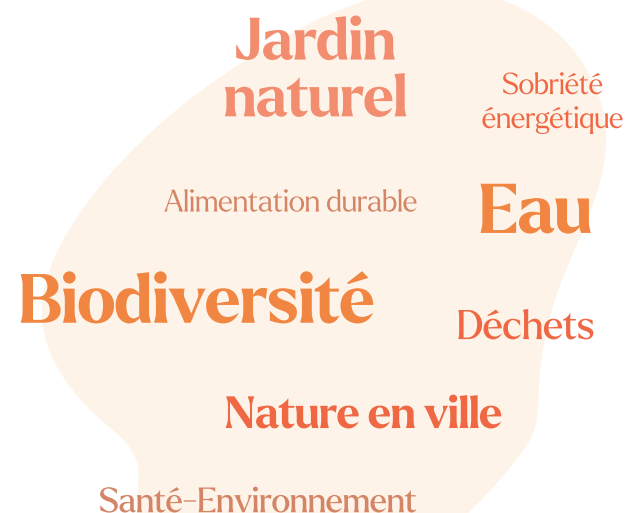 Jardin
naturel
Sobriété
énergétique
Alimentation durable
Eau
Biodiversité
Déchets
Nature en ville
Santé-Environnement